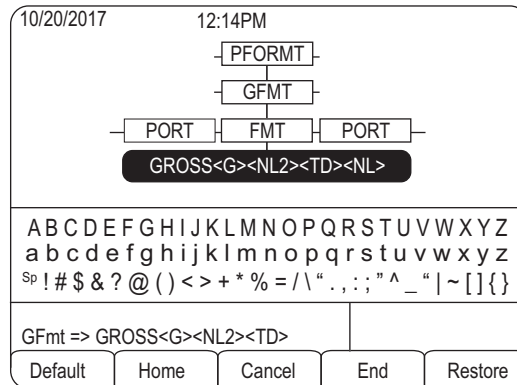 10/20/2017 12:14PM
PFORMT
GFMT
PORT FMT PORT
GROSS<G><NL2><TD><NL>
A B C D E F G H I J K L M N O P Q R S T U V W X Y Z
a b c d e f g h i j k l m n o p q r s t u v w x y z
Sp ! # $ & ? @ ( ) < > + * % = / \ “ . , : ; ” ^ _ “ | ~ [ ] { }
GFmt => GROSS<G><NL2><TD>
Default Home Cancel End Restore